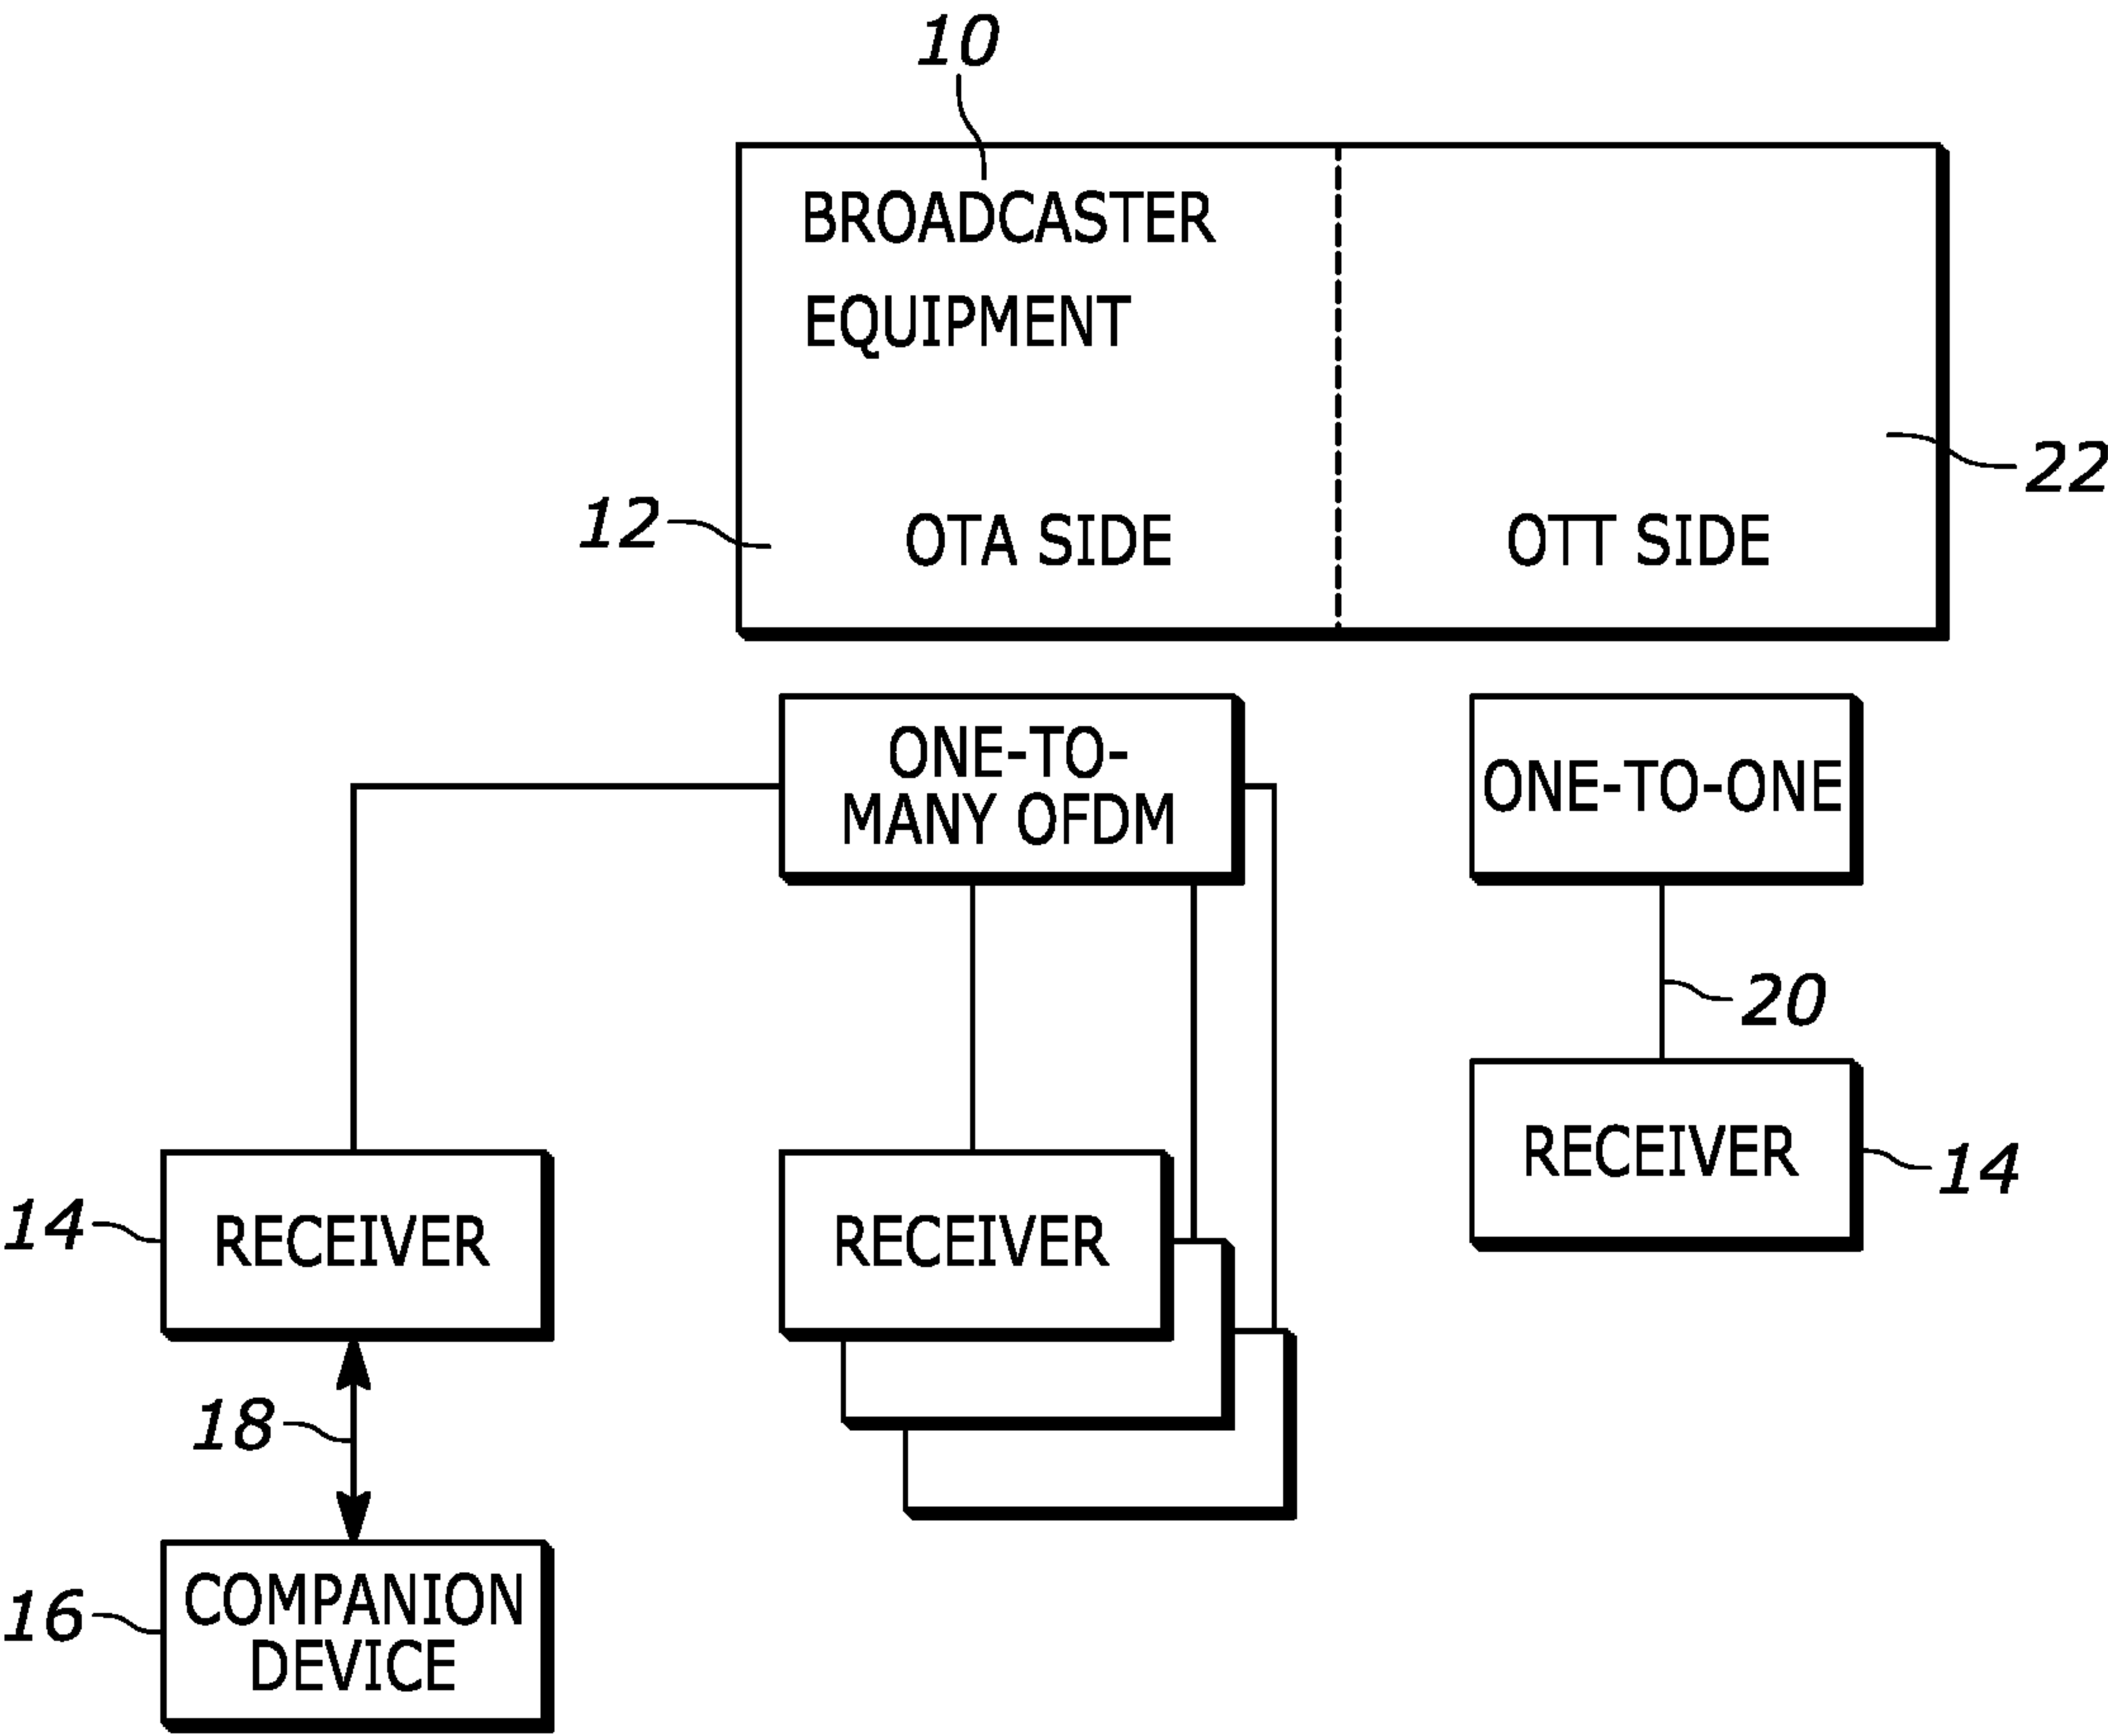 10
BROADCASTER
EQUIPMENT
22
12
OTA SIDE
OTT SIDE
ONE-TO-
MANY OFDM
ONE-TO-ONE
20
RECEIVER
14
14
RECEIVER
RECEIVER
18
16
COMPANION
DEVICE